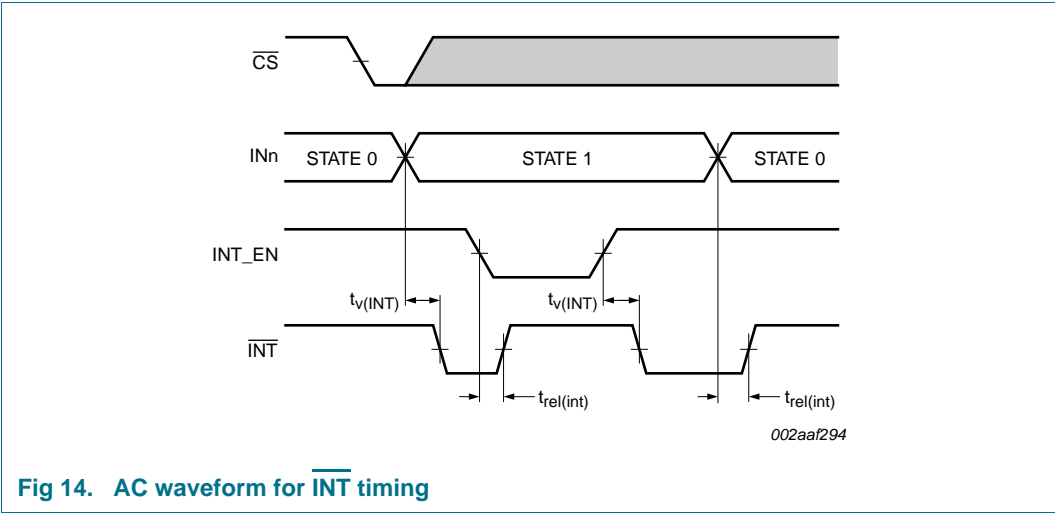 CS
INn STATE 0 STATE 1 STATE 0
INT_EN
tv(INT) tv(INT)
INT
trel(int) trel(int)
002aaf294
Fig 14. AC waveform for INT timing